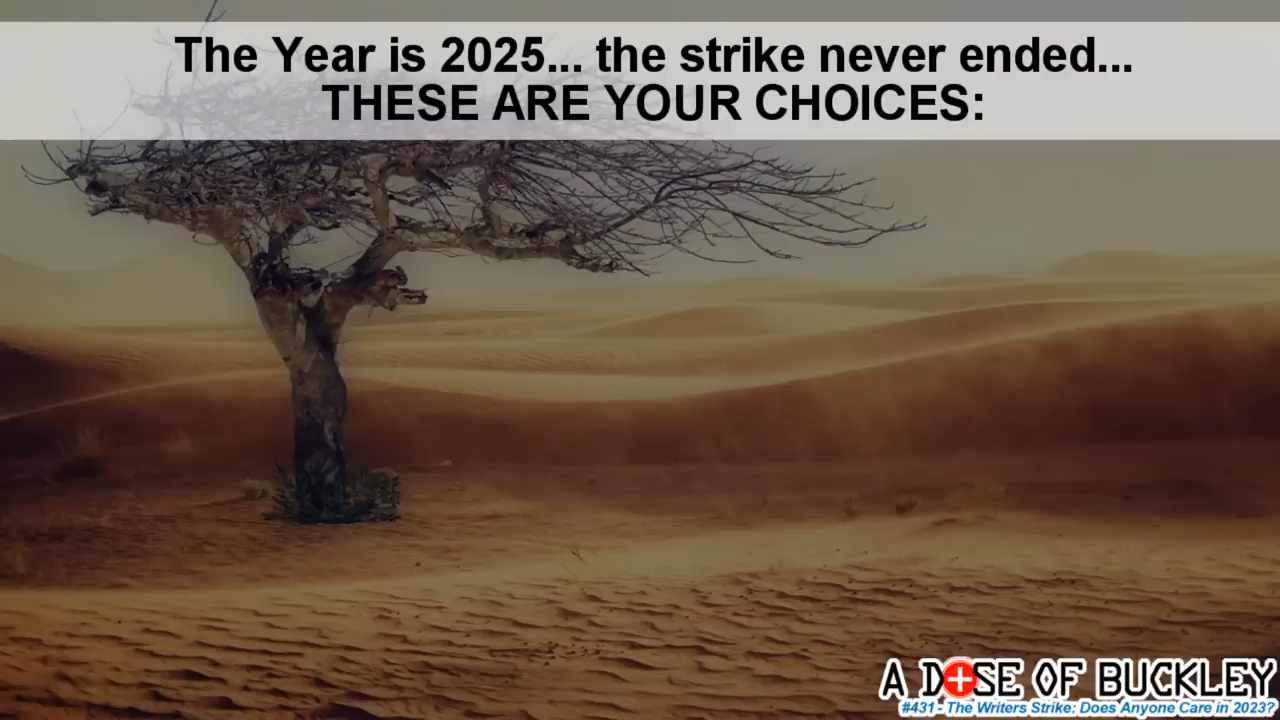 The Year is 2025... the strike never ended...
THESE ARE YOUR CHOICES:
A DOSE OF BUCKLEY
#431 - The Writers Strike: Does Anyone Care in 2023?